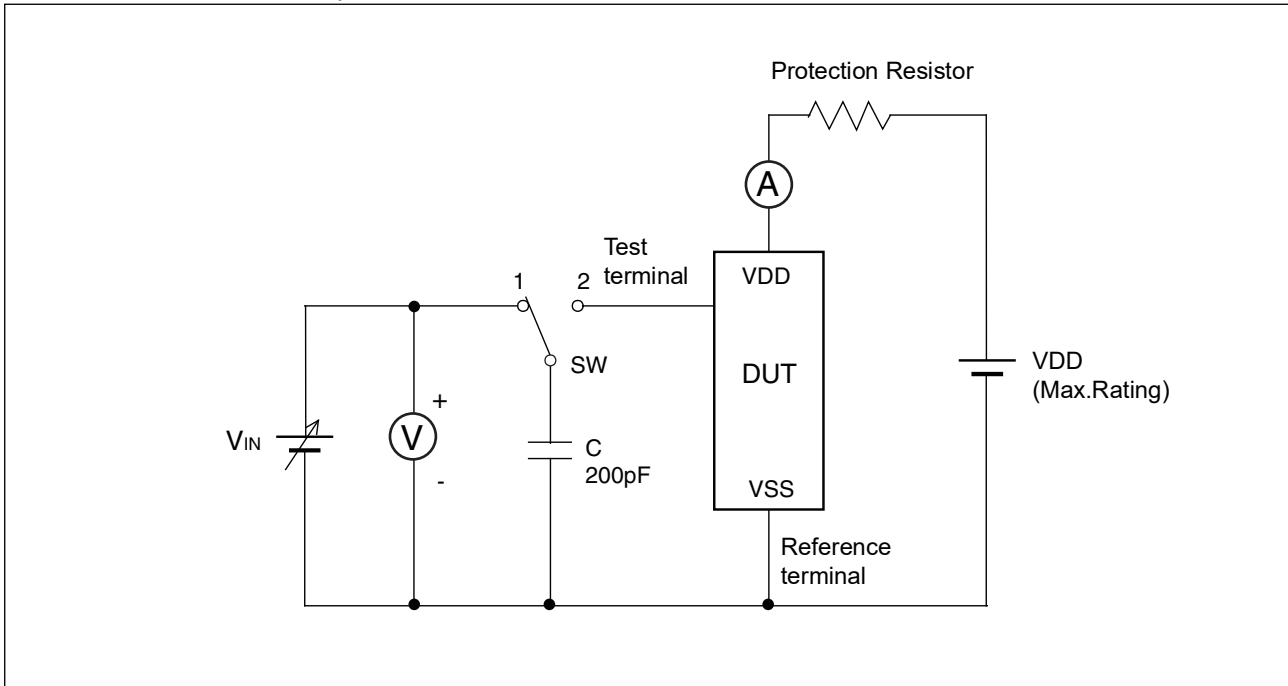 Protection Resistor
A
Test
terminal
1
2
VDD
SW
DUT
VDD
(Max.Rating)
VIN
+
V
-
C
200pF
VSS
Reference
terminal